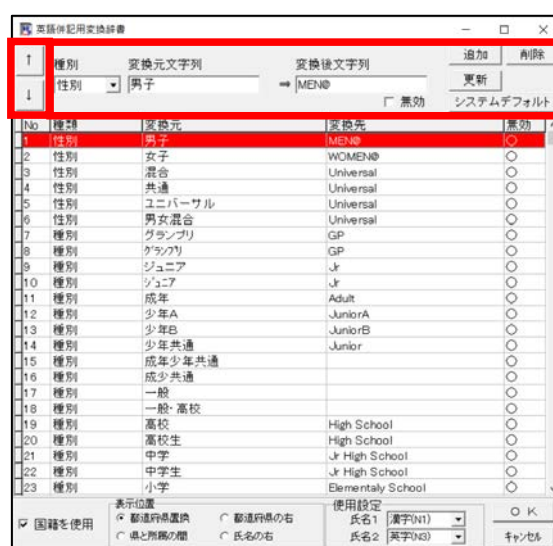 英語併記用変換辞書
↑ 種別 変換元文字列 変換後文字列 追加 削除
↓ 性別 男子 ⇒ MEN@ 更新
無効 システムデフォルト
No 種類 変換元 変換先 無効
1 性別 男子 MEN@ ○
2 性別 女子 WOMEN@ ○
3 性別 混合 Universal ○
4 性別 共通 Universal ○
5 性別 ユニバーサル Universal ○
6 性別 男女混合 Universal ○
7 種別 グランプリ GP ○
8 種別 グランプリ GP ○
9 種別 ジュニア Jr ○
10 種別 ジュニア Jr ○
11 種別 成年 Adult ○
12 種別 少年A JuniorA ○
13 種別 少年B JuniorB ○
14 種別 少年共通 Junior ○
15 種別 成年少年共通 ○
16 種別 成少共通 ○
17 種別 一般 ○
18 種別 一般・高校 ○
19 種別 高校 High School ○
20 種別 高校生 High School ○
21 種別 中学 Jr High School ○
22 種別 中学生 Jr High School ○
23 種別 小学 Elementaly School ○
表示位置 使用設定
国籍を使用 都道府県置換 都道府県の右 氏名1 漢字(N1) OK
県と所属の間 氏名の右 氏名2 英字(N3) キャンセル